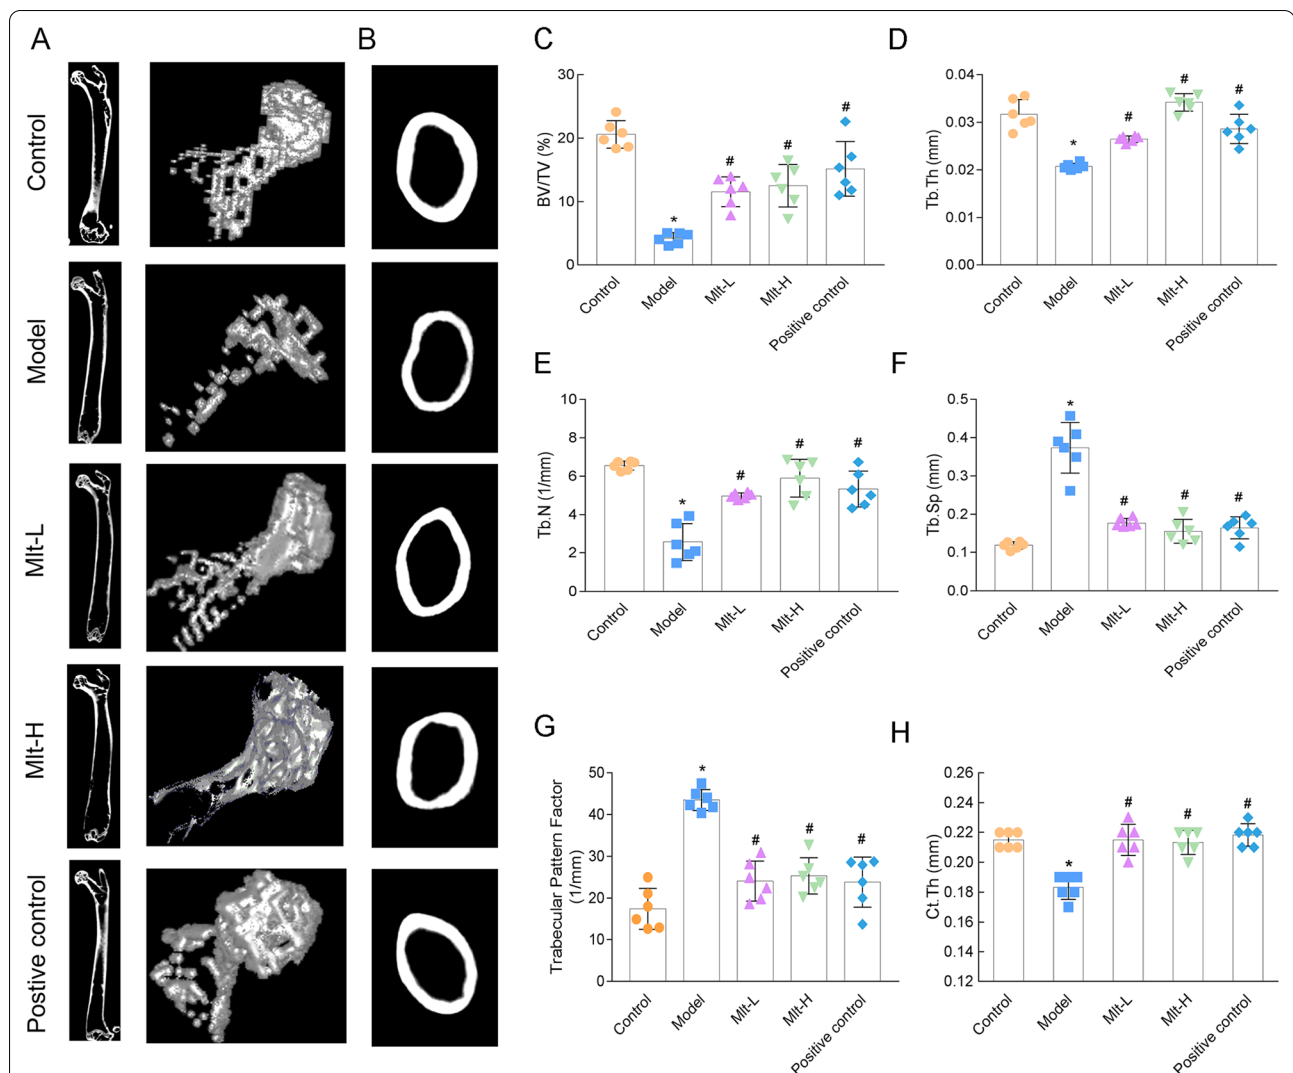 A
B
Control
Model
Mlt-L
Mlt-H
Postive control
C
BV/TV (%)
30
20
10
0
*
#
#
#
Control
Model
Mlt-L
Mlt-H
Positive control
D
Tb.Th (mm)
0.04
0.03
0.02
0.01
0.00
*
#
#
#
Control
Model
Mlt-L
Mlt-H
Positive control
E
Tb.N (1/mm)
10
8
6
4
2
0
*
#
#
#
Control
Model
Mlt-L
Mlt-H
Positive control
F
Tb.Sp (mm)
0.5
0.4
0.3
0.2
0.1
0.0
*
#
#
#
Control
Model
Mlt-L
Mlt-H
Positive control
G
Trabecular Pattern Factor
(1/mm)
50
40
30
20
10
0
*
#
#
#
Control
Model
Mlt-L
Mlt-H
Positive control
H
Ct. Th (mm)
0.26
0.24
0.22
0.20
0.18
0.16
0.14
0.12
*
#
#
#
Control
Model
Mlt-L
Mlt-H
Positive control